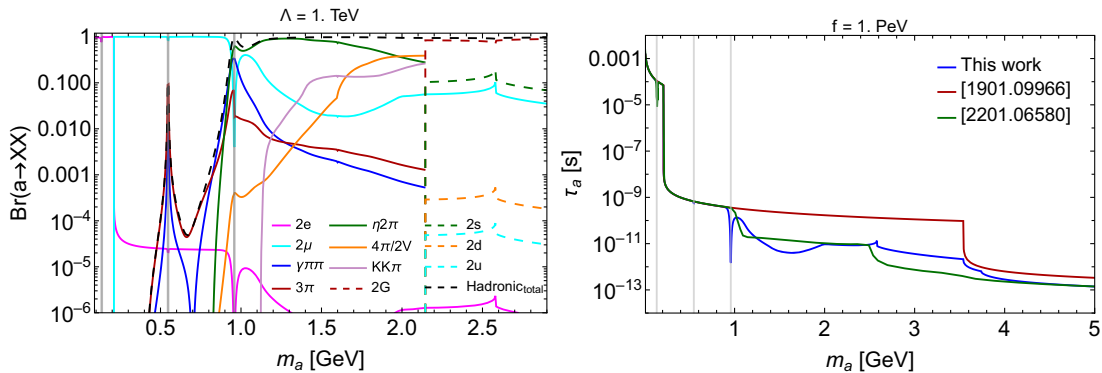 Λ = 1. TeV
Br(a→XX)
1
0.100
0.010
0.001
10⁻⁴
10⁻⁵
10⁻⁶
2e
2μ
γππ
3π
η2π
4π/2V
KKπ
2G
2s
2d
2u
Hadronic_total
0.5
1.0
1.5
2.0
2.5
m_a [GeV]
f = 1. PeV
τ_a [s]
0.001
10⁻⁵
10⁻⁷
10⁻⁹
10⁻¹¹
10⁻¹³
This work
[1901.09966]
[2201.06580]
0
1
2
3
4
5
m_a [GeV]